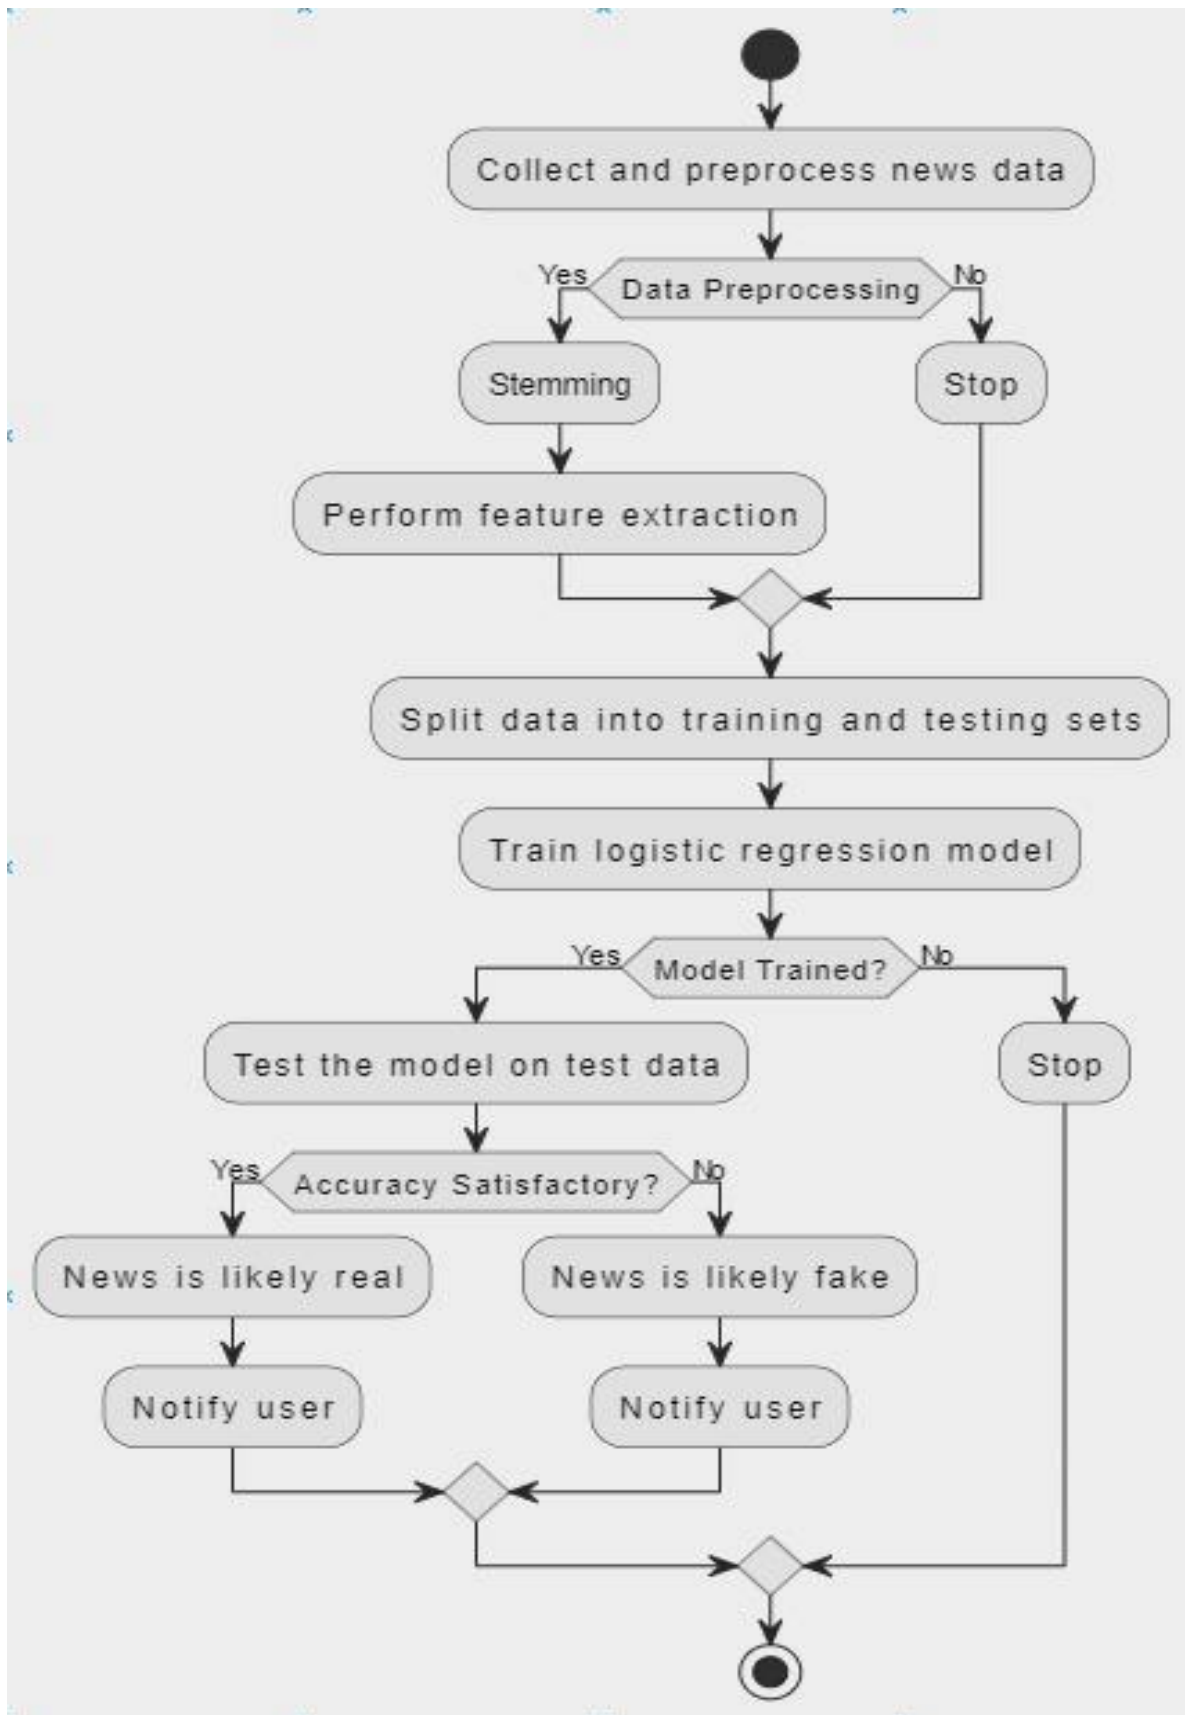 Collect and preprocess news data
Yes
Data Preprocessing
No
Stemming
Stop
Perform feature extraction
Split data into training and testing sets
Train logistic regression model
Yes
Model Trained?
No
Test the model on test data
Stop
Yes
Accuracy Satisfactory?
No
News is likely real
News is likely fake
Notify user
Notify user